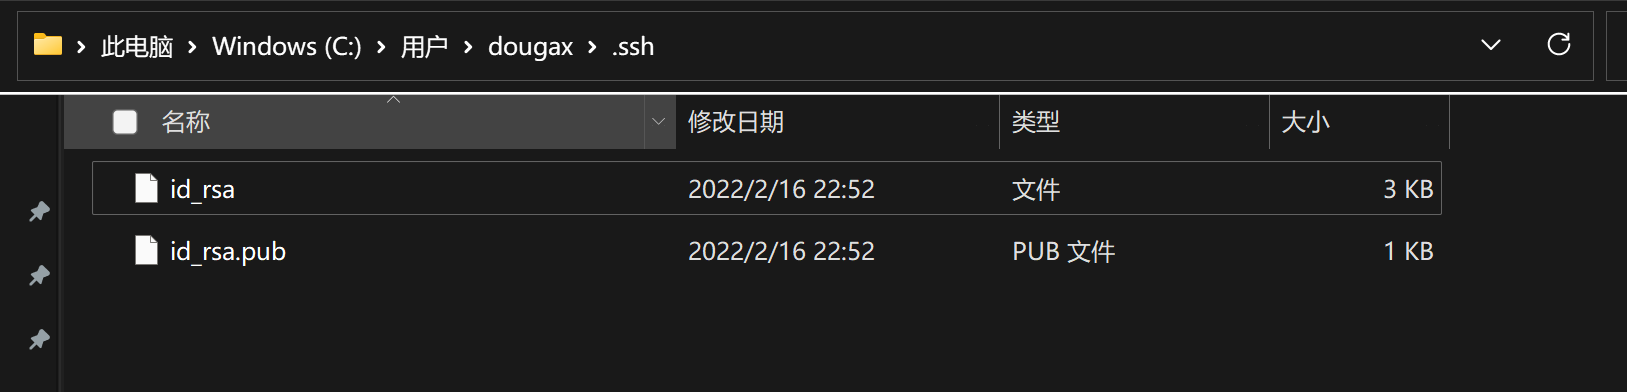 此电脑 > Windows (C:) > 用户 > dougax > .ssh
名称 修改日期 类型 大小
id_rsa 2022/2/16 22:52 文件 3 KB
id_rsa.pub 2022/2/16 22:52 PUB 文件 1 KB